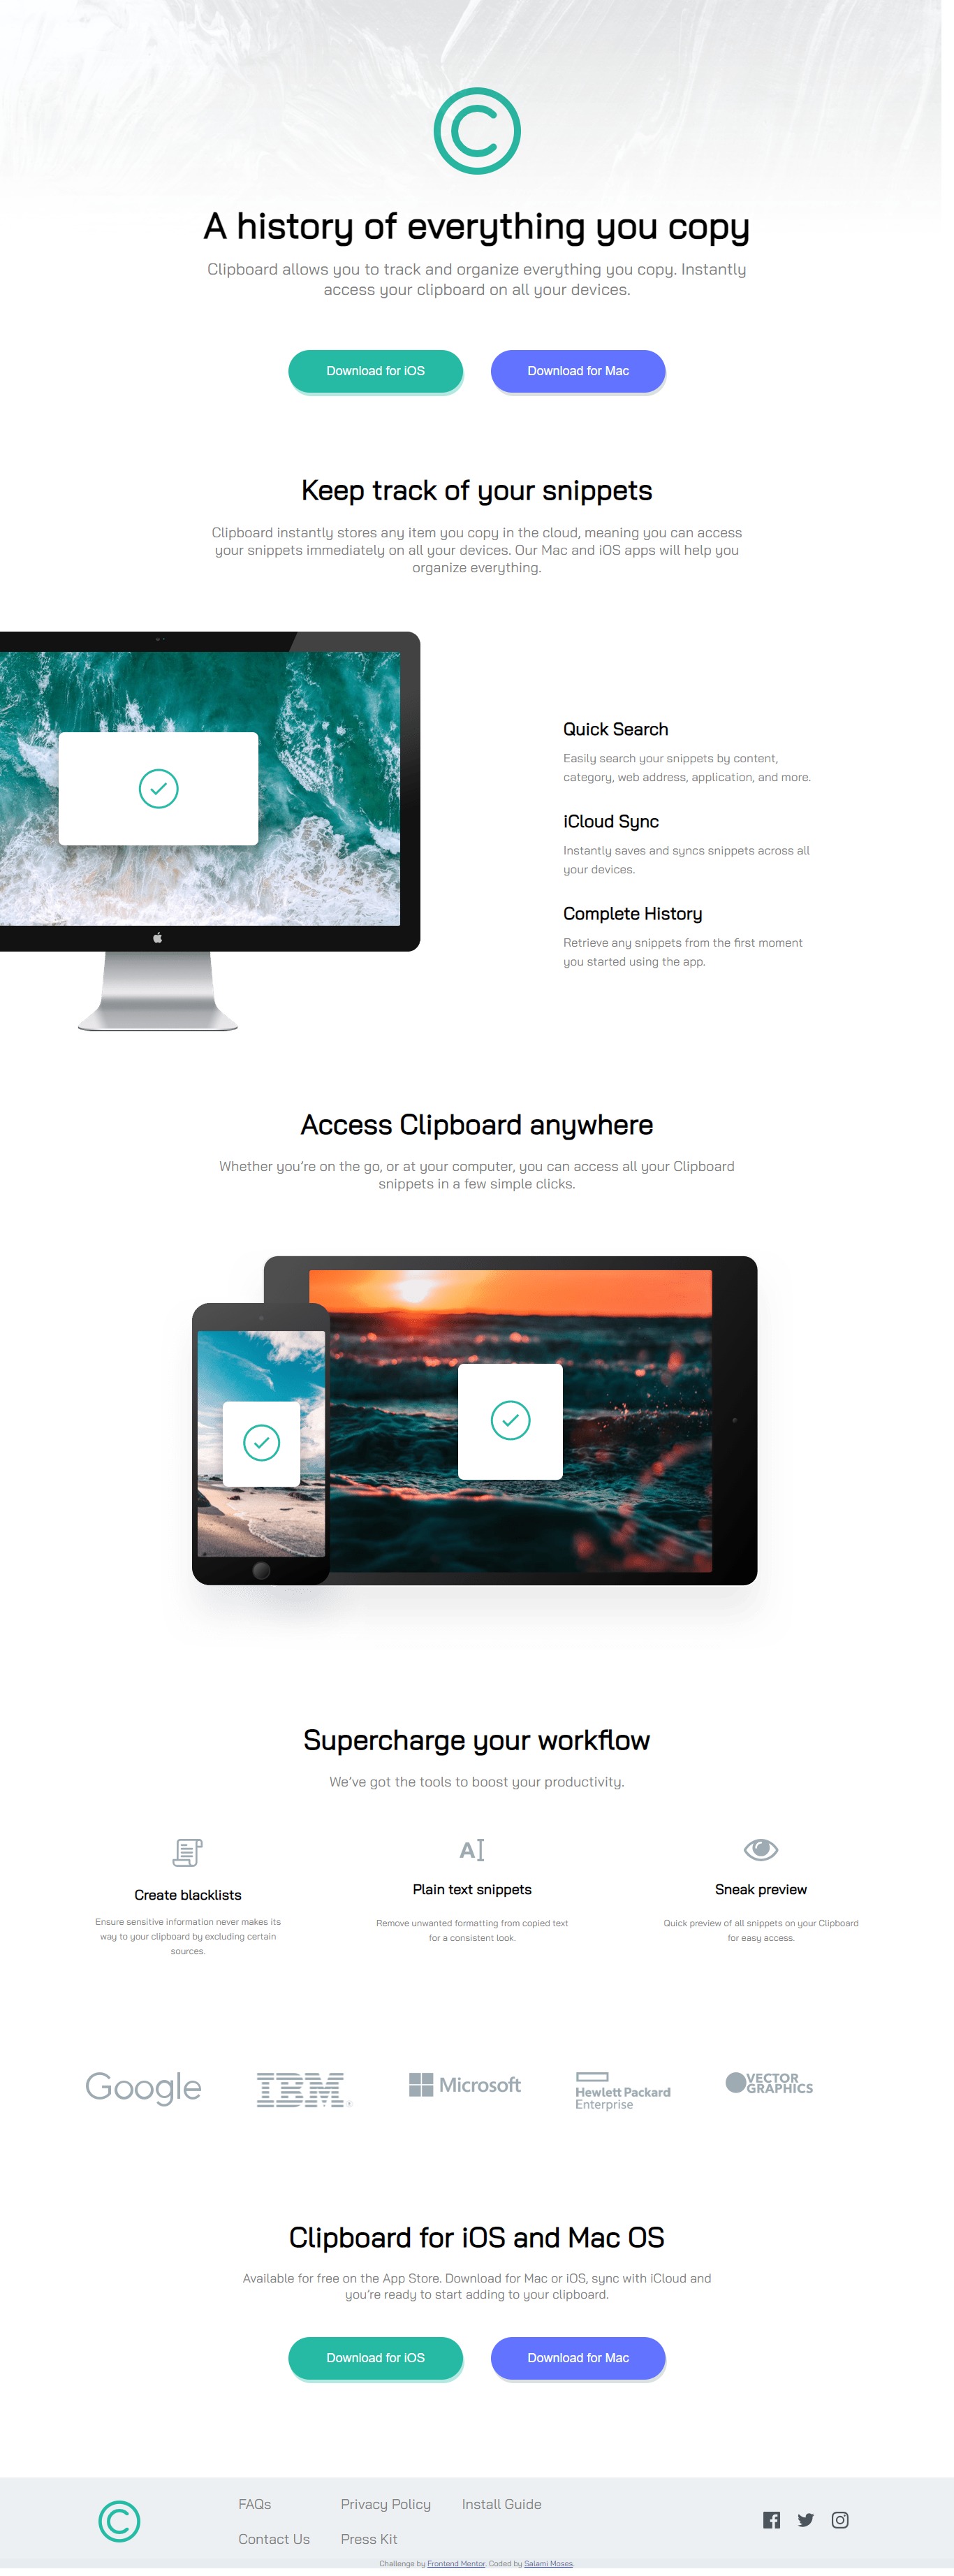 A history of everything you copy
Clipboard allows you to track and organize everything you copy. Instantly
access your clipboard on all your devices.
Download for iOS
Download for Mac
Keep track of your snippets
Clipboard instantly stores any item you copy in the cloud, meaning you can access
your snippets immediately on all your devices. Our Mac and iOS apps will help you
organize everything.
Quick Search
Easily search your snippets by content,
category, web address, application, and more.
iCloud Sync
Instantly saves and syncs snippets across all
your devices.
Complete History
Retrieve any snippets from the first moment
you started using the app.
Access Clipboard anywhere
Whether you’re on the go, or at your computer, you can access all your Clipboard
snippets in a few simple clicks.
Supercharge your workflow
We’ve got the tools to boost your productivity.
Create blacklists
Ensure sensitive information never makes its
way to your clipboard by excluding certain
sources.
Plain text snippets
Remove unwanted formatting from copied text
for a consistent look.
Sneak preview
Quick preview of all snippets on your Clipboard
for easy access.
Google
IBM
Microsoft
Hewlett Packard
Enterprise
VECTOR
GRAPHICS
Clipboard for iOS and Mac OS
Available for free on the App Store. Download for Mac or iOS, sync with iCloud and
you’re ready to start adding to your clipboard.
Download for iOS
Download for Mac
FAQs
Privacy Policy
Install Guide
Contact Us
Press Kit
Challenge by Frontend Mentor. Coded by Salami Moses.